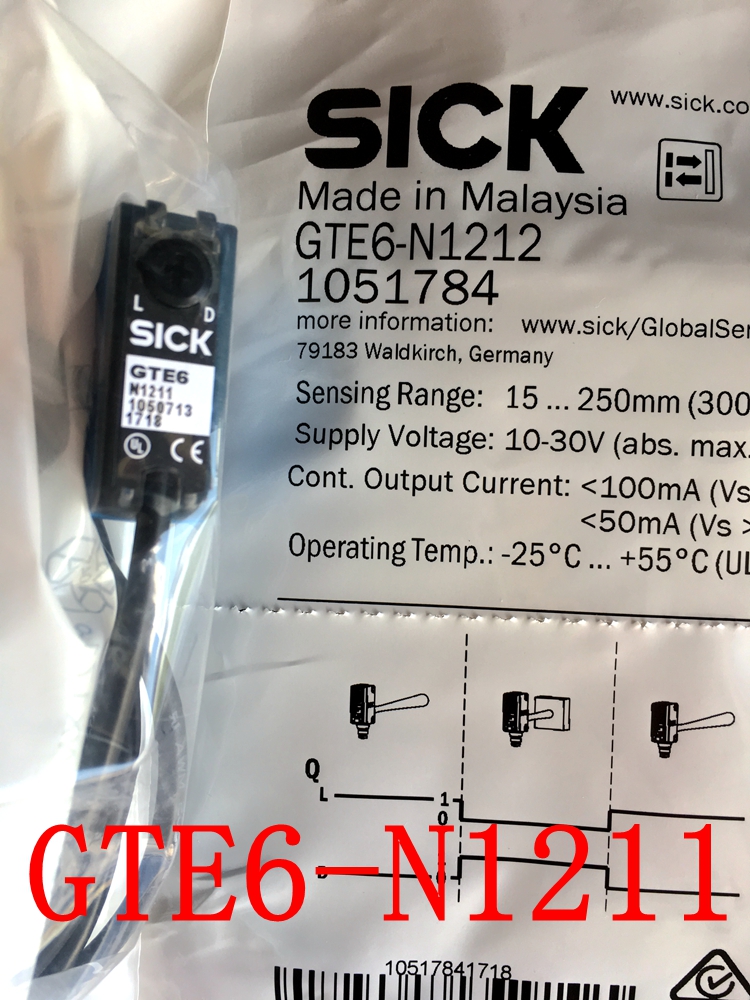 SICK
www.sick.co
Made in Malaysia
GTE6-N1212
1051784
more information: www.sick/GlobalSer
79183 Waldkirch, Germany
Sensing Range: 15 ... 250mm (300
Supply Voltage: 10-30V (abs. max.
Cont. Output Current: <100mA (Vs
<50mA (Vs >
Operating Temp.: -25°C ... +55°C (UL
L D
SICK
GTE6
N1211
1050713
1718
UL CE
Q
L 1
0
GTE6-N1211
10517841718